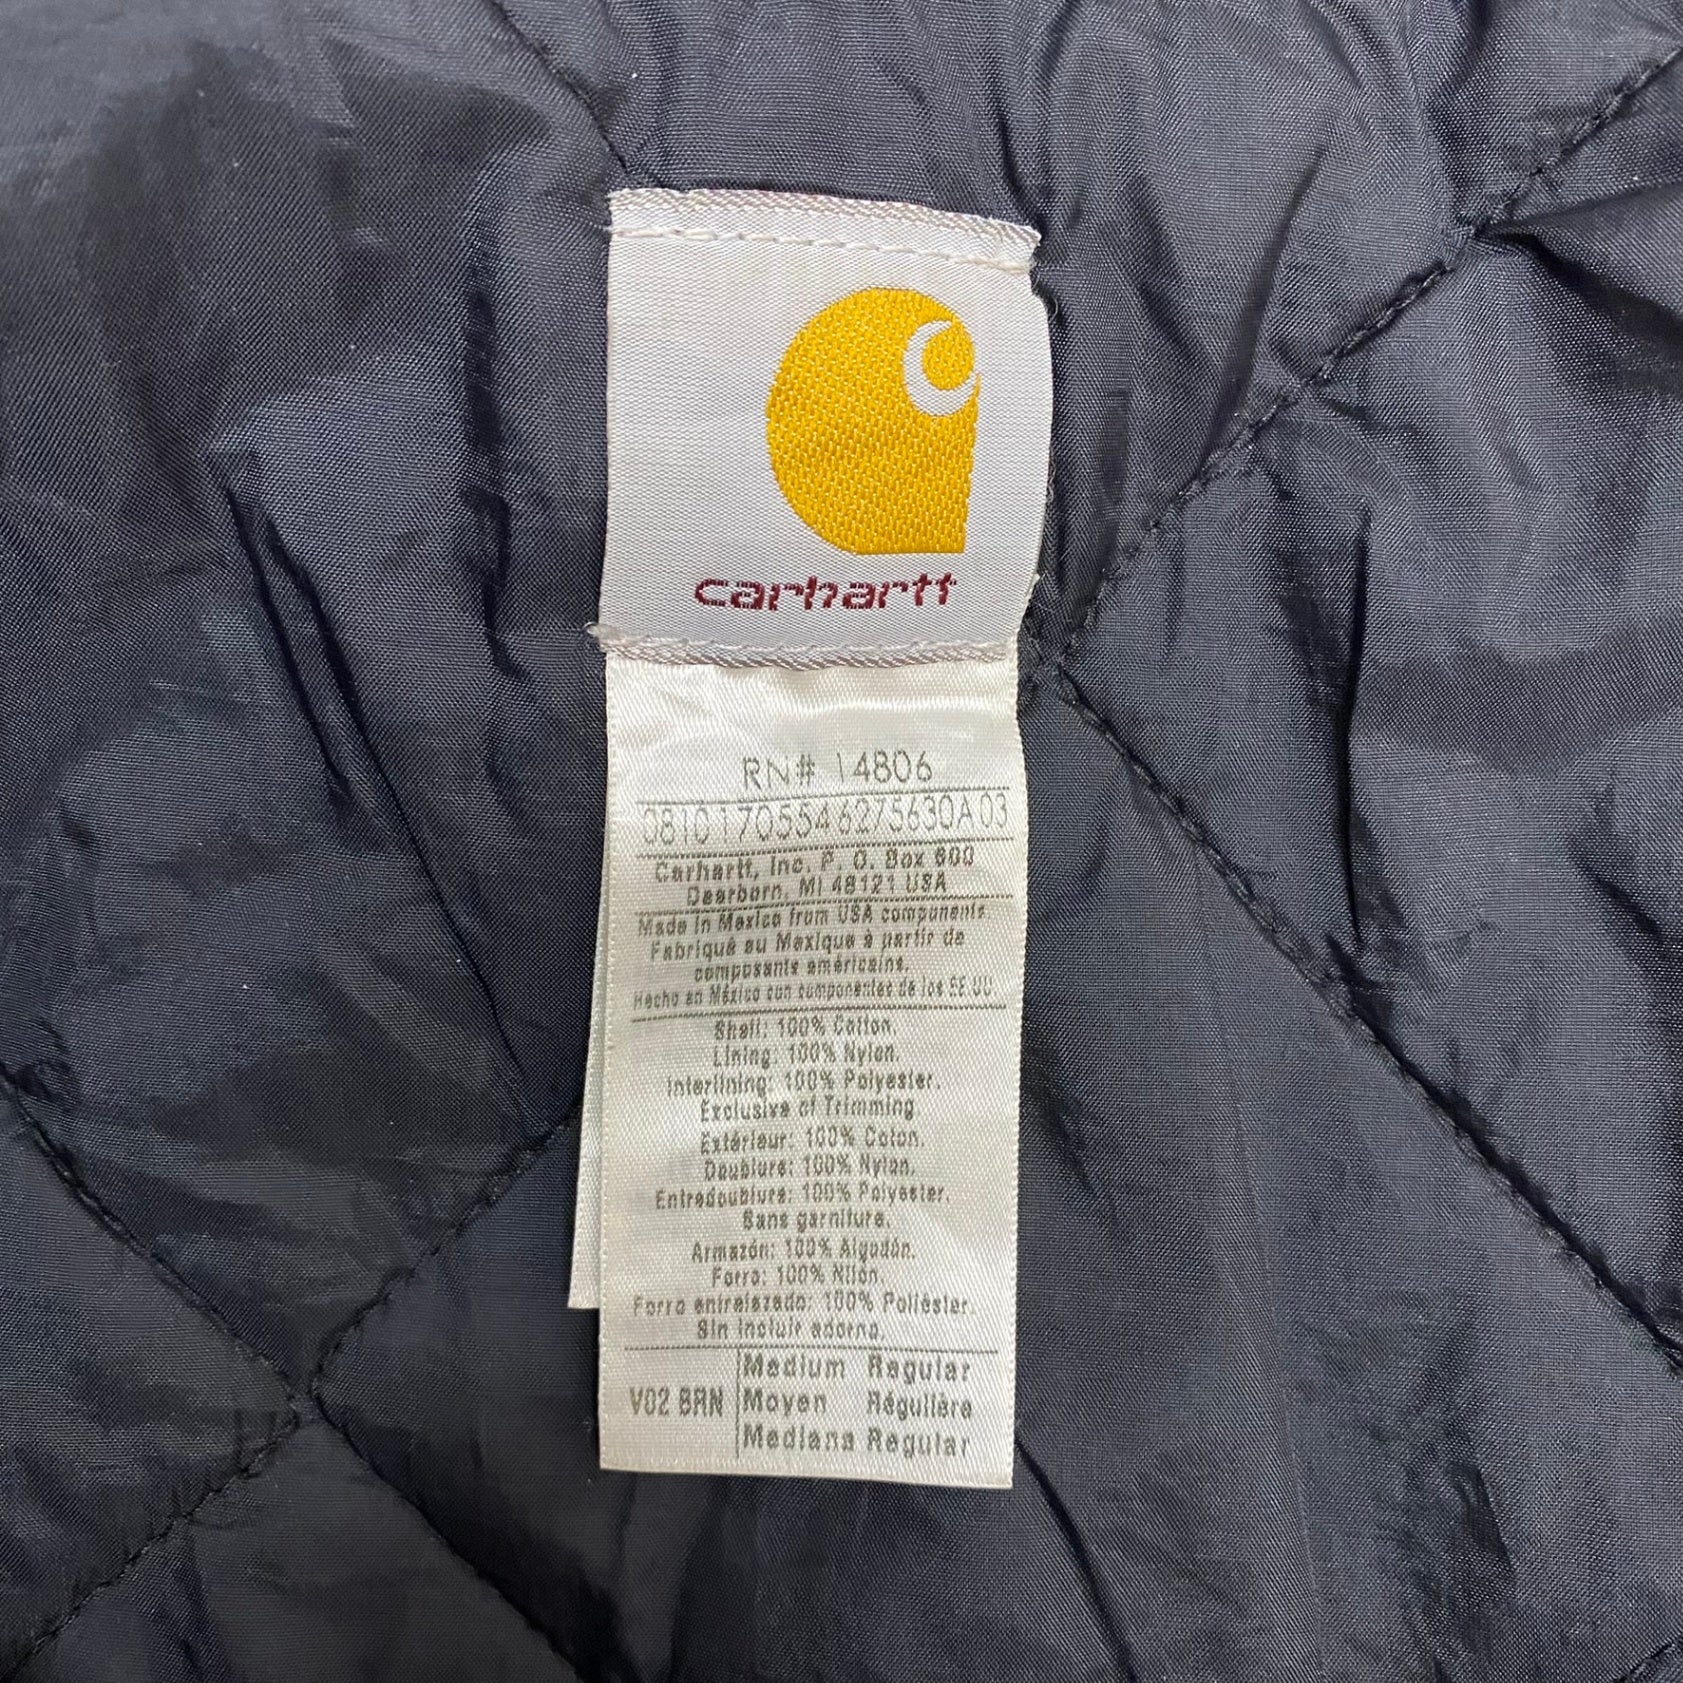 carhartt
RN# 14806
08101705546275630A03
Carhartt, Inc. P. O. Box 600
Dearborn, MI 48121 USA
Made in Mexico from USA components.
Fabriqué au Mexique à partir de
composants américains.
Hecho en México con componentes de los EE.UU.
Shell: 100% Cotton.
Lining: 100% Nylon.
Interlining: 100% Polyester.
Exclusive of Trimming
Extérieur: 100% Coton.
Doublure: 100% Nylon.
Entredoublure: 100% Polyester.
Sans garniture.
Armazón: 100% Algodón.
Forro: 100% Nilón.
Forro entrelazado: 100% Poliéster.
Sin incluir adorno.
V02 BRN
Medium Regular
Moyen Régulière
Mediana Regular